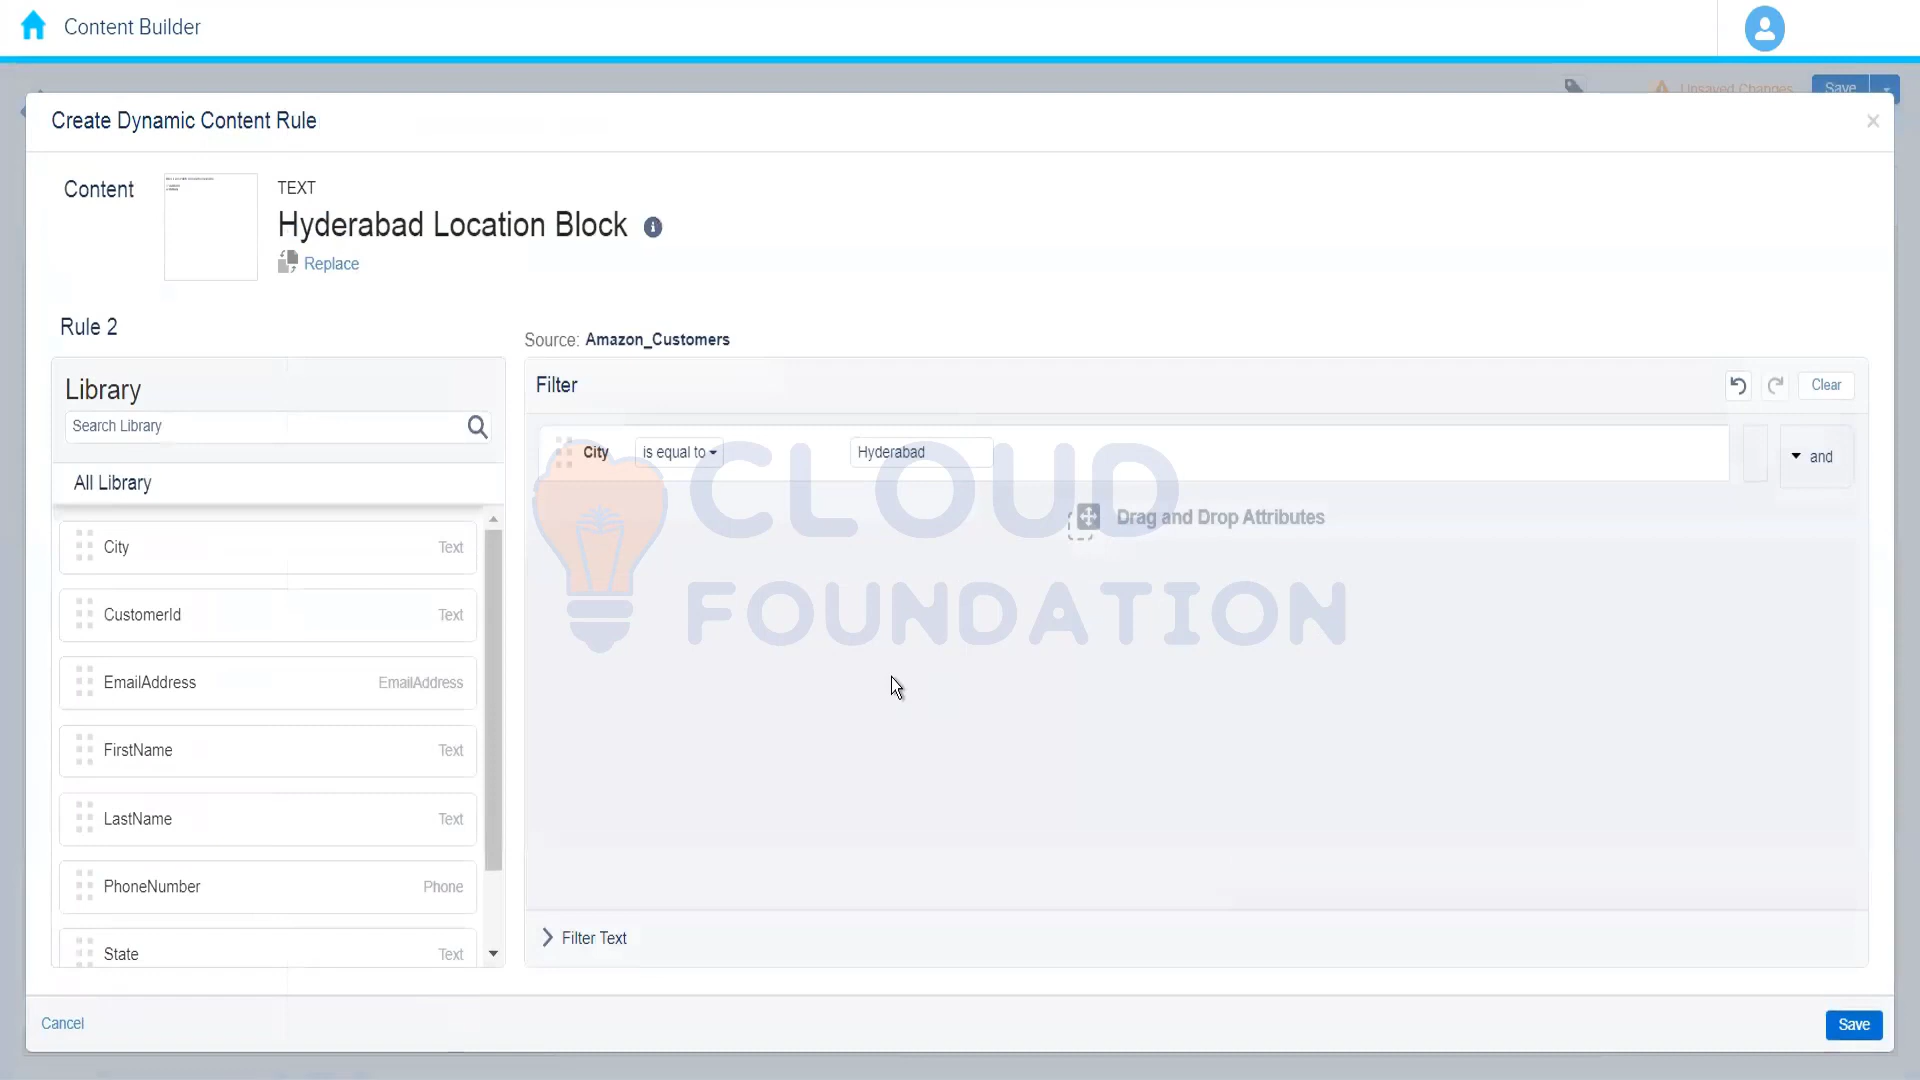 Content Builder
Unsaved Changes
Save
Create Dynamic Content Rule
×
Content
TEXT
Hyderabad Location Block
Replace
Rule 2
Source: Amazon_Customers
Library
Search Library
All Library
City Text
CustomerId Text
EmailAddress EmailAddress
FirstName Text
LastName Text
PhoneNumber Phone
State Text
Filter
Clear
City is equal to Hyderabad
and
Drag and Drop Attributes
CLOUD
FOUNDATION
Filter Text
Cancel
Save